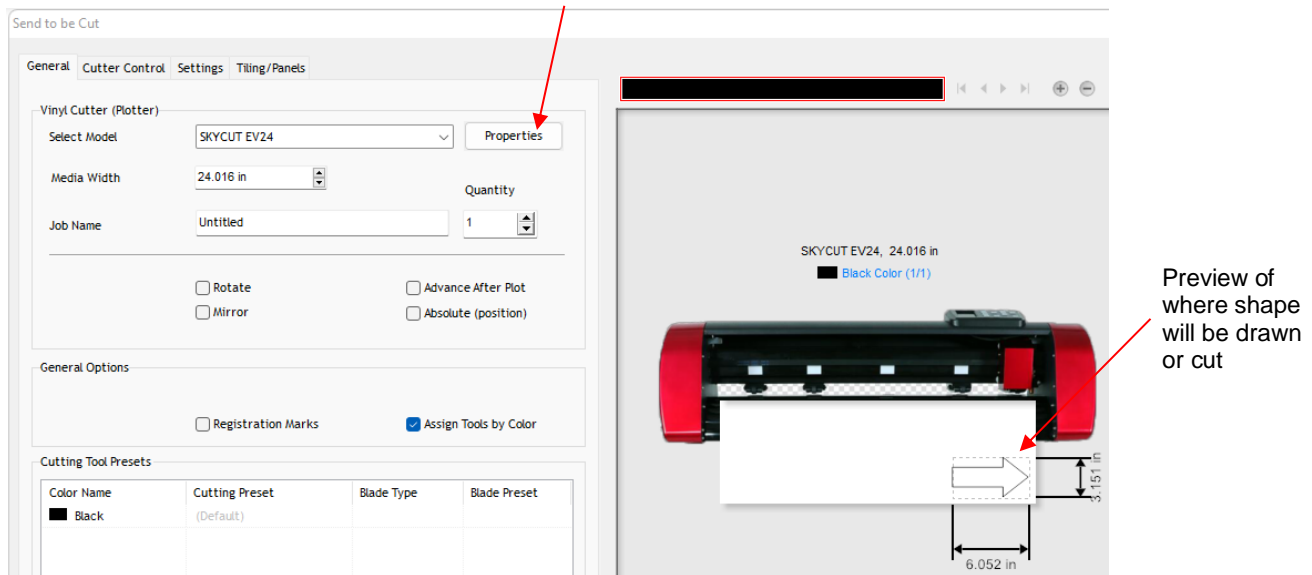 Send to be Cut
General Cutter Control Settings Tiling/Panels
Vinyl Cutter (Plotter)
Select Model SKYCUT EV24 Properties
Media Width 24.016 in
Quantity
Job Name Untitled 1
Rotate Advance After Plot
Mirror Absolute (position)
General Options
Registration Marks Assign Tools by Color
Cutting Tool Presets
Color Name Cutting Preset Blade Type Blade Preset
Black (Default)
SKYCUT EV24, 24.016 in
Black Color (1/1)
3.151 in
6.052 in
Preview of
where shape
will be drawn
or cut